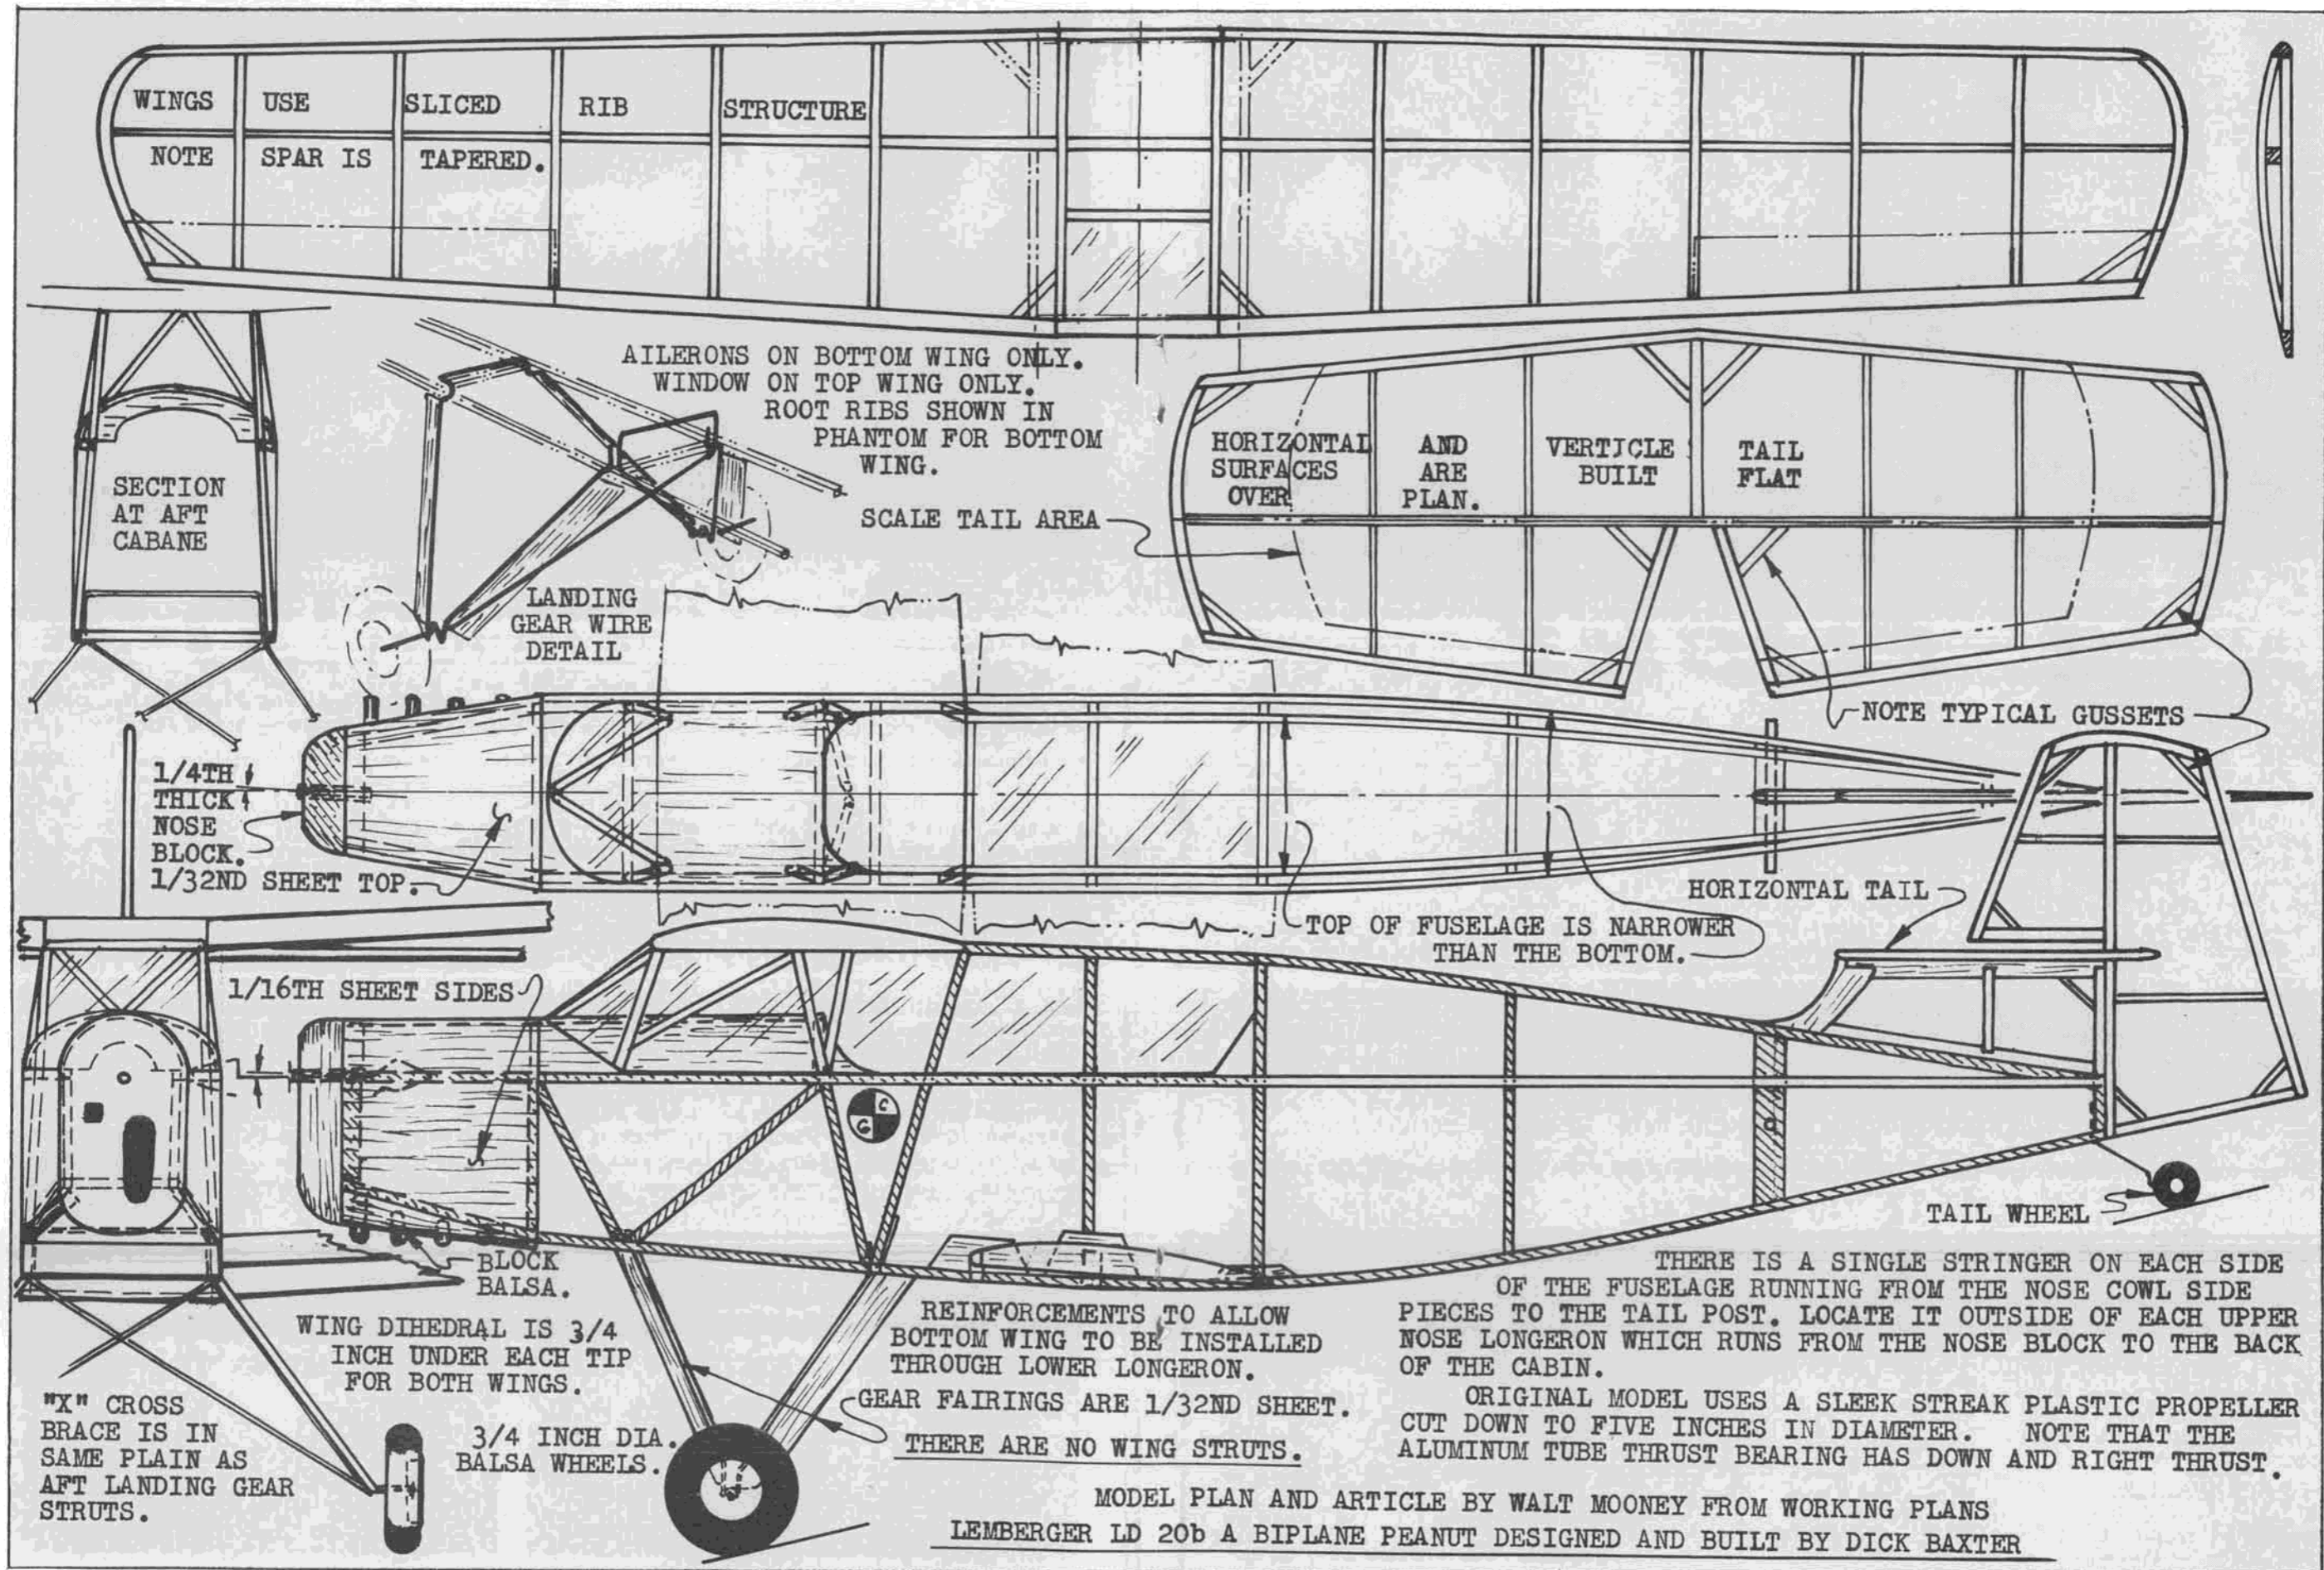 WINGS USE SLICED RIB STRUCTURE
NOTE SPAR IS TAPERED.
AILERONS ON BOTTOM WING ONLY.
WINDOW ON TOP WING ONLY.
ROOT RIBS SHOWN IN
PHANTOM FOR BOTTOM
WING.
HORIZONTAL AND VERTICLE TAIL
SURFACES ARE BUILT FLAT
OVER PLAN.
SECTION
AT AFT
CABANE
SCALE TAIL AREA
LANDING
GEAR WIRE
DETAIL
NOTE TYPICAL GUSSETS
1/4TH
THICK
NOSE
BLOCK.
1/32ND SHEET TOP.
HORIZONTAL TAIL
TOP OF FUSELAGE IS NARROWER
THAN THE BOTTOM.
1/16TH SHEET SIDES
C
G
TAIL WHEEL
BLOCK
BALSA.
WING DIHEDRAL IS 3/4
INCH UNDER EACH TIP
FOR BOTH WINGS.
REINFORCEMENTS TO ALLOW
BOTTOM WING TO BE INSTALLED
THROUGH LOWER LONGERON.
GEAR FAIRINGS ARE 1/32ND SHEET.
THERE ARE NO WING STRUTS.
THERE IS A SINGLE STRINGER ON EACH SIDE
OF THE FUSELAGE RUNNING FROM THE NOSE COWL SIDE
PIECES TO THE TAIL POST. LOCATE IT OUTSIDE OF EACH UPPER
NOSE LONGERON WHICH RUNS FROM THE NOSE BLOCK TO THE BACK
OF THE CABIN.
ORIGINAL MODEL USES A SLEEK STREAK PLASTIC PROPELLER
CUT DOWN TO FIVE INCHES IN DIAMETER. NOTE THAT THE
ALUMINUM TUBE THRUST BEARING HAS DOWN AND RIGHT THRUST.
"X" CROSS
BRACE IS IN
SAME PLAIN AS
AFT LANDING GEAR
STRUTS.
3/4 INCH DIA.
BALSA WHEELS.
MODEL PLAN AND ARTICLE BY WALT MOONEY FROM WORKING PLANS
LEMBERGER LD 20b A BIPLANE PEANUT DESIGNED AND BUILT BY DICK BAXTER